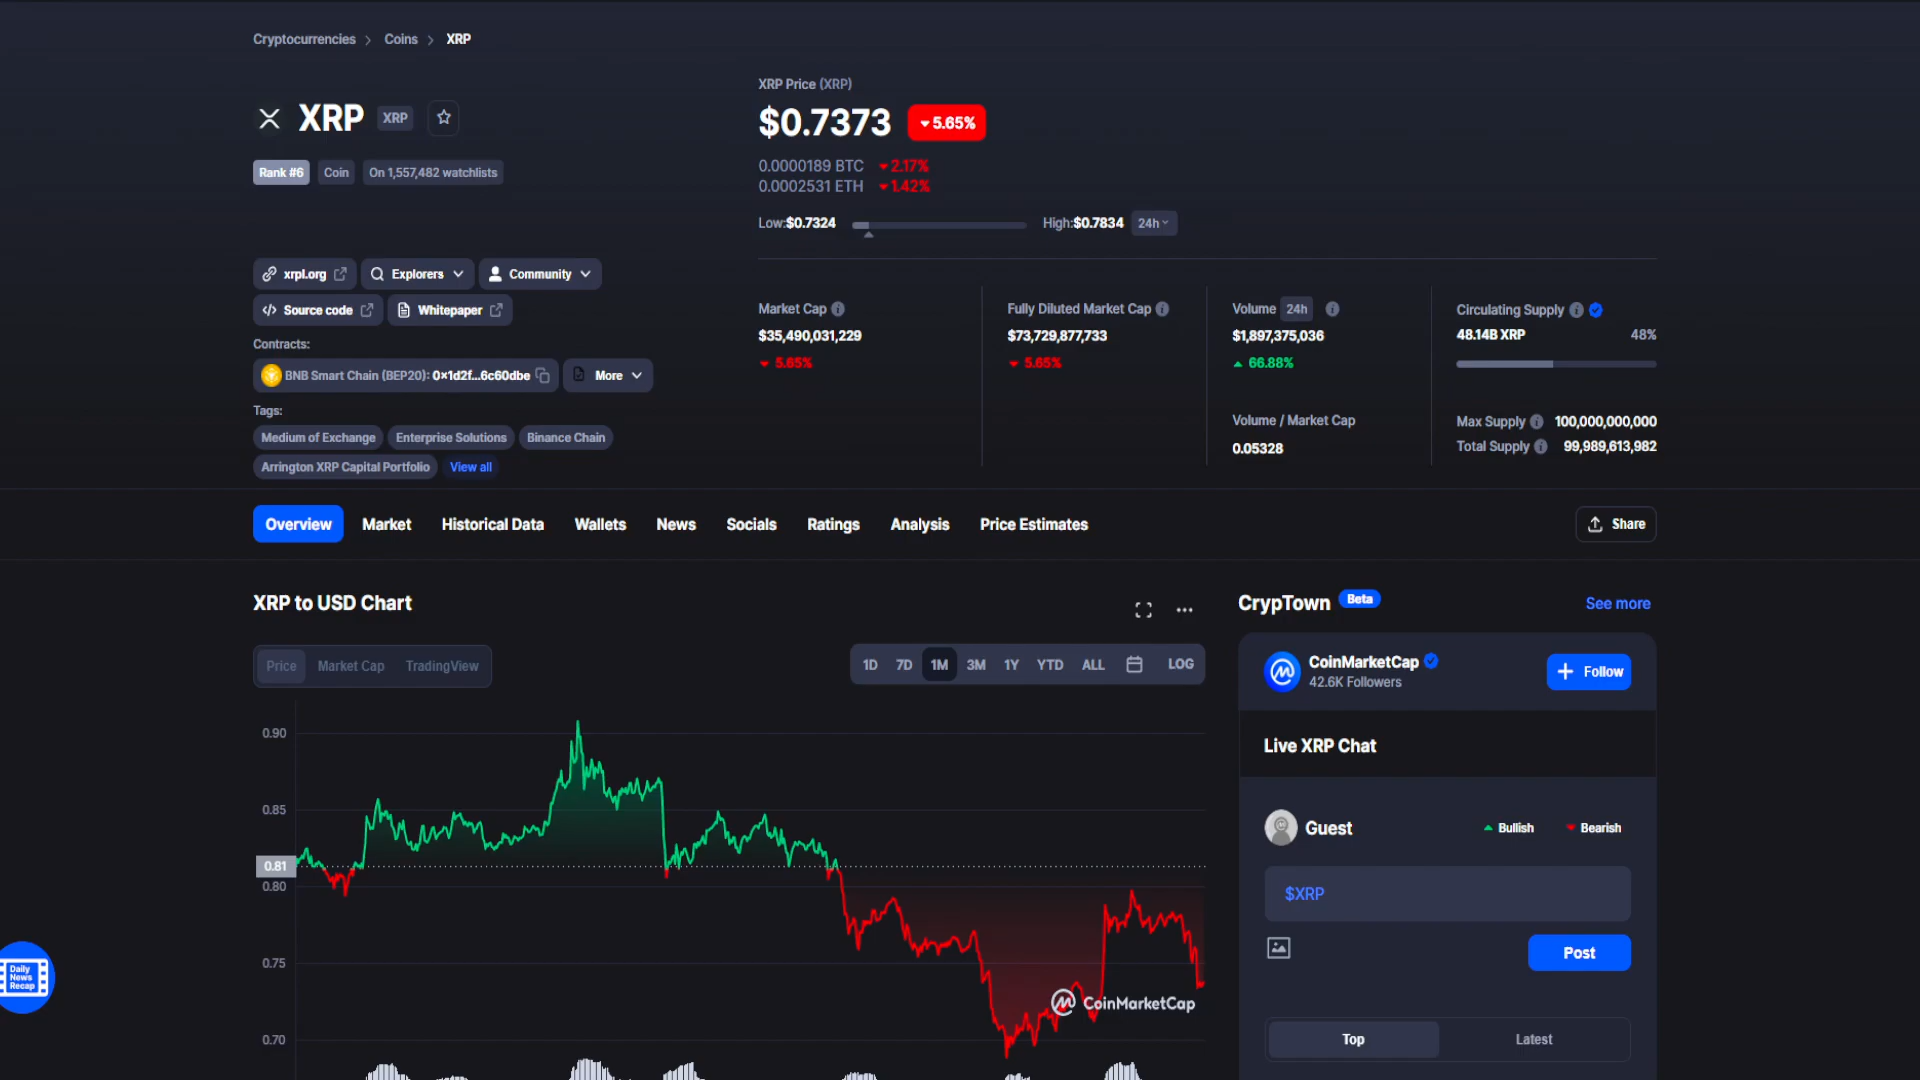 Cryptocurrencies > Coins > XRP
XRP XRP
Rank #6 Coin On 1,557,482 watchlists
XRP Price (XRP)
$0.7373 5.65%
0.0000189 BTC 2.17%
0.0002531 ETH 1.42%
Low:$0.7324 High:$0.7834 24h
xrpl.org Explorers Community
Source code Whitepaper
Contracts:
BNB Smart Chain (BEP20): 0x1d2f...6c60dbe More
Tags:
Medium of Exchange Enterprise Solutions Binance Chain
Arrington XRP Capital Portfolio View all
Market Cap
$35,490,031,229
5.65%
Fully Diluted Market Cap
$73,729,877,733
5.65%
Volume 24h
$1,897,375,036
66.88%
Volume / Market Cap
0.05328
Circulating Supply
48.14B XRP 48%
Max Supply 100,000,000,000
Total Supply 99,989,613,982
Overview Market Historical Data Wallets News Socials Ratings Analysis Price Estimates Share
XRP to USD Chart
Price Market Cap TradingView
1D 7D 1M 3M 1Y YTD ALL LOG
0.90
0.85
0.81
0.80
0.75
0.70
CoinMarketCap
Daily
News
Recap
CrypTown Beta See more
CoinMarketCap
42.6K Followers
+ Follow
Live XRP Chat
Guest Bullish Bearish
$XRP
Post
Top Latest